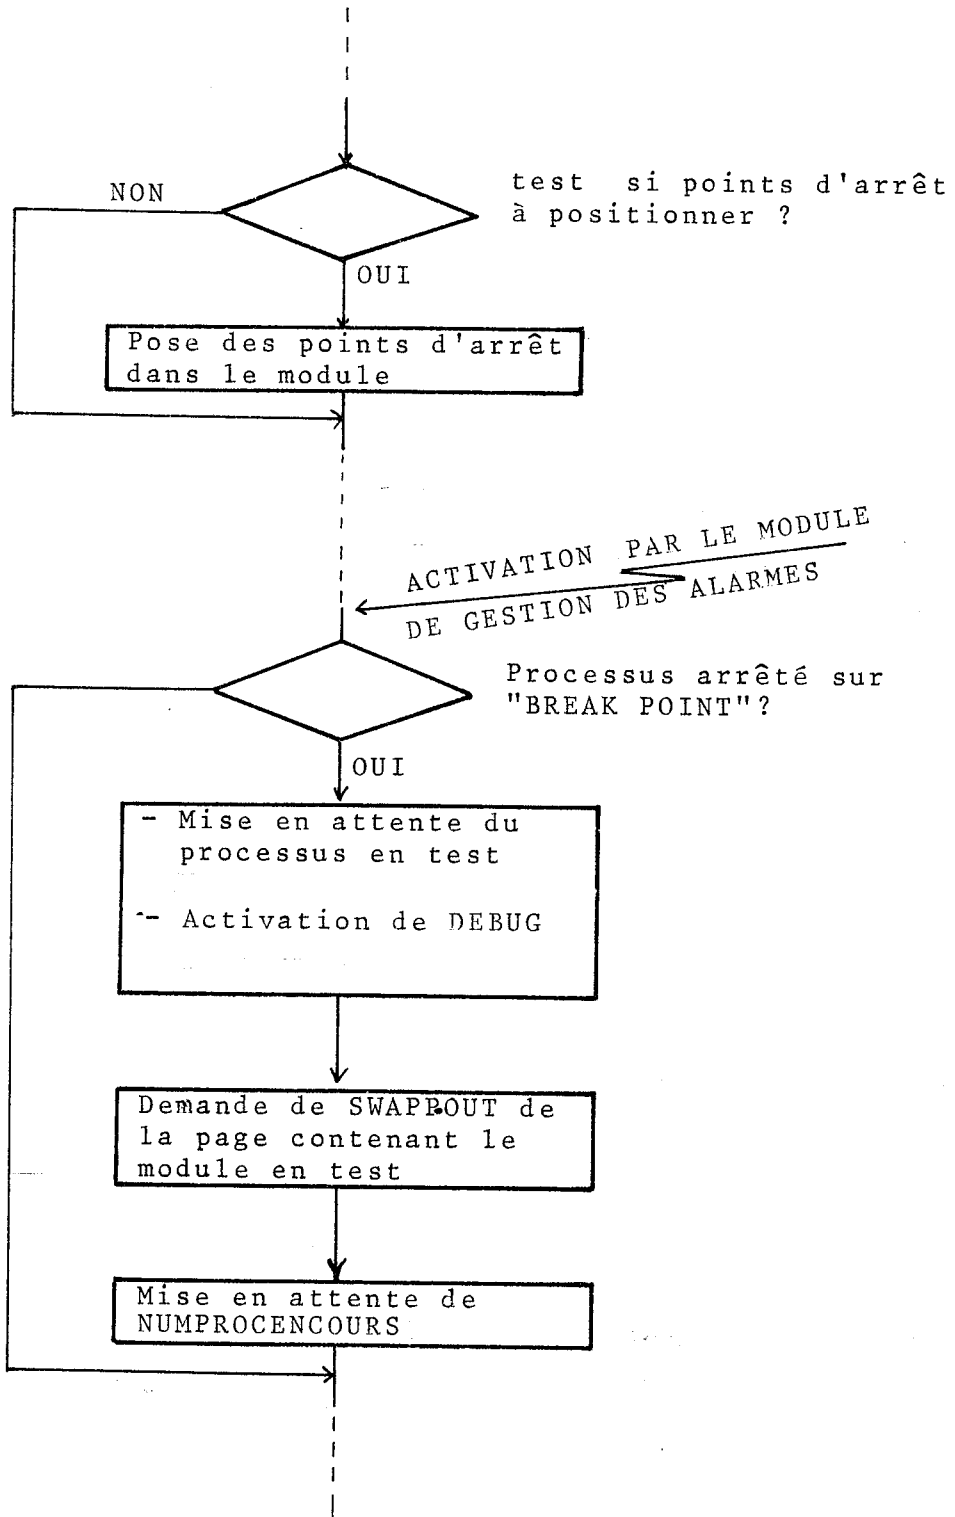 NON
test si points d'arrêt
à positionner ?
OUI
Pose des points d'arrêt
dans le module
ACTIVATION PAR LE MODULE
DE GESTION DES ALARMES
Processus arrêté sur
"BREAK POINT"?
OUI
- Mise en attente du
processus en test
- Activation de DEBUG
Demande de SWAPPOUT de
la page contenant le
module en test
Mise en attente de
NUMPROCENCOURS